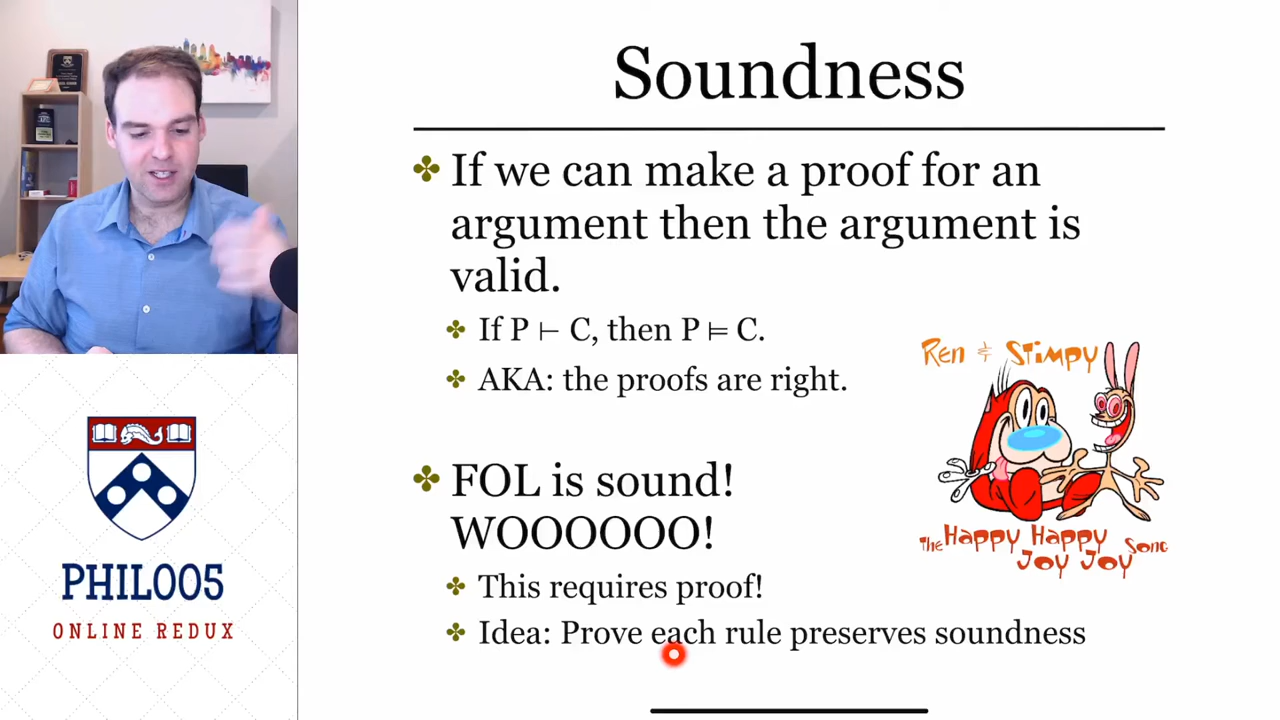 Soundness
✤ If we can make a proof for an
argument then the argument is
valid.
✤ If P ⊢ C, then P ⊨ C.
✤ AKA: the proofs are right.
Ren & Stimpy
✤ FOL is sound!
WOOOOOO!
The Happy Happy
Joy Joy Song
✤ This requires proof!
✤ Idea: Prove each rule preserves soundness
PHIL005
ONLINE REDUX